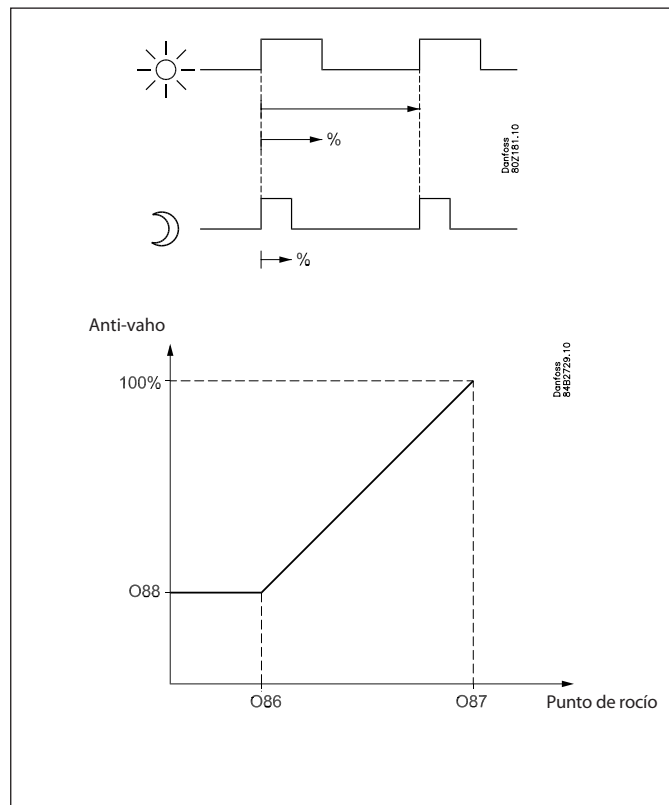 %
Danfoss
80Z181.10
%
Anti-vaho
Danfoss
84B2729.10
100%
O88
O86
O87
Punto de rocío